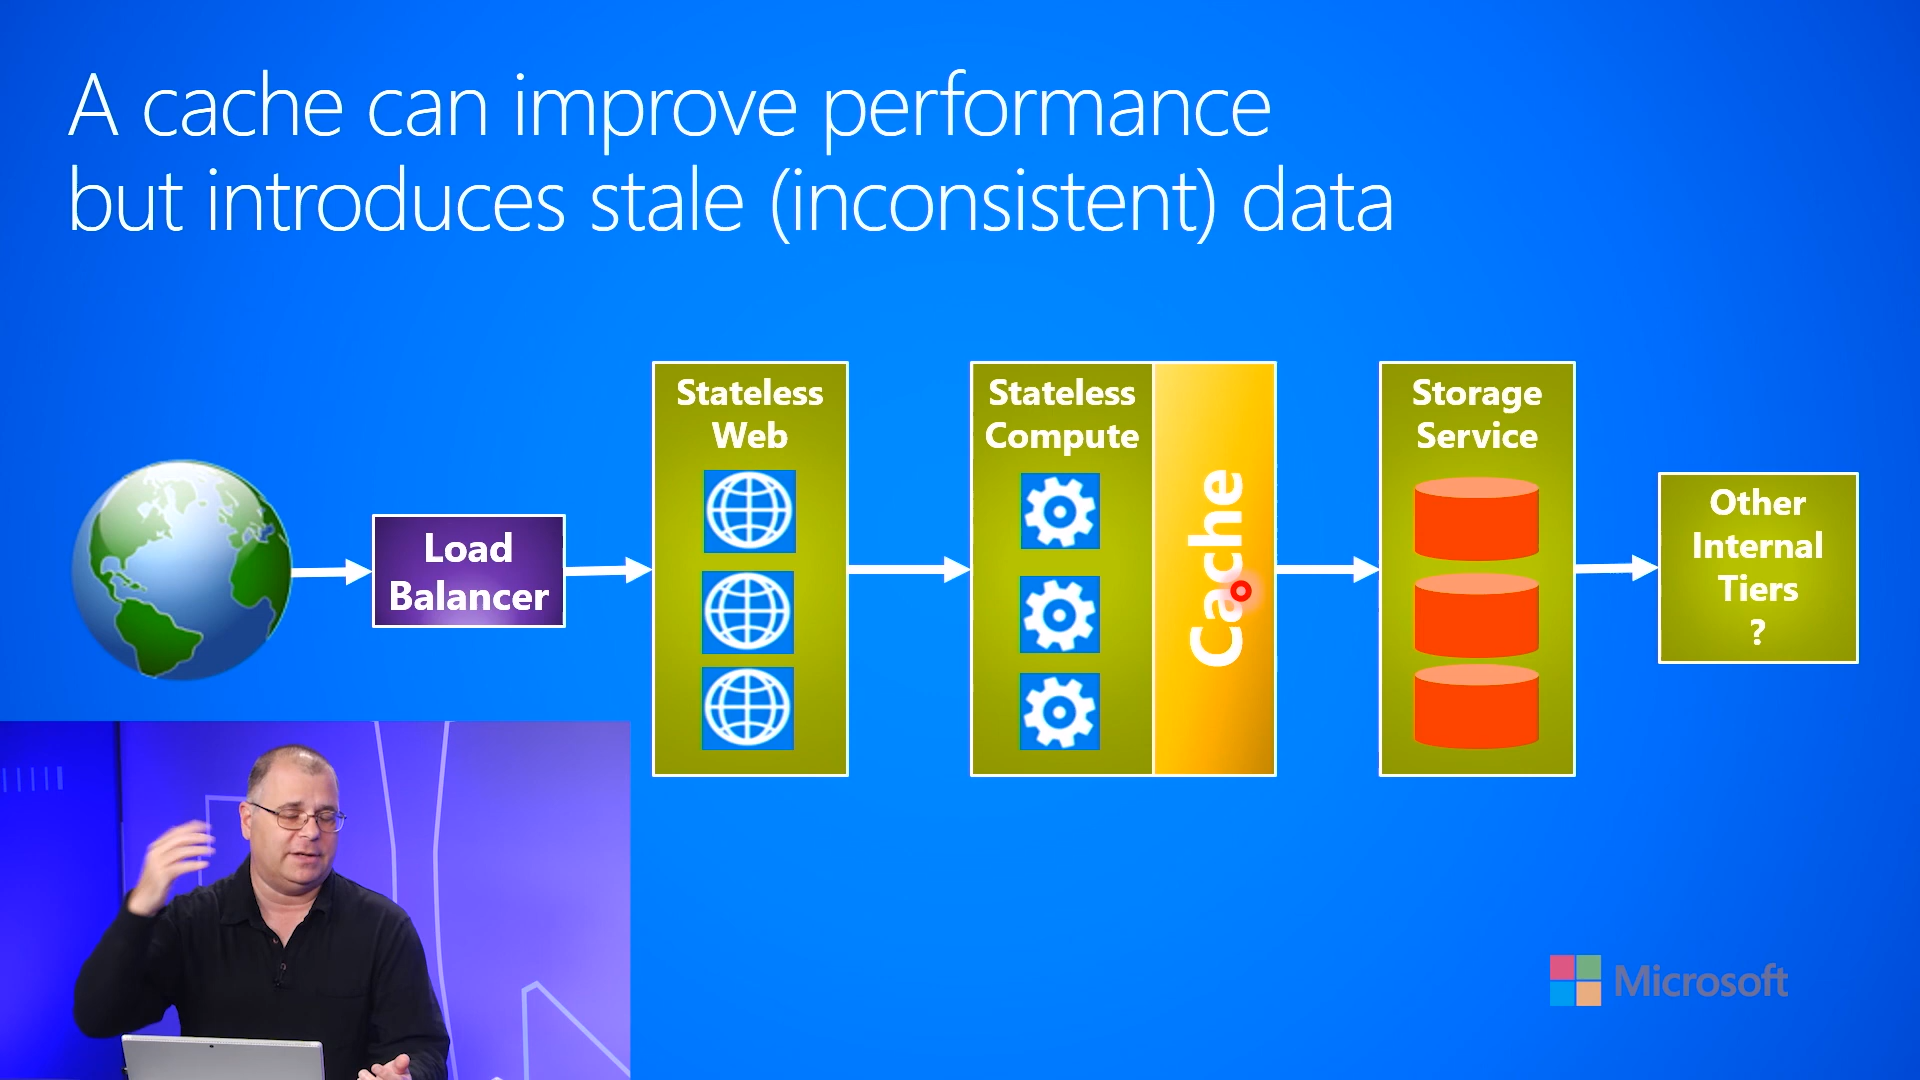 A cache can improve performance
but introduces stale (inconsistent) data
Load
Balancer
Stateless
Web
Stateless
Compute
Cache
Storage
Service
Other
Internal
Tiers
?
Microsoft